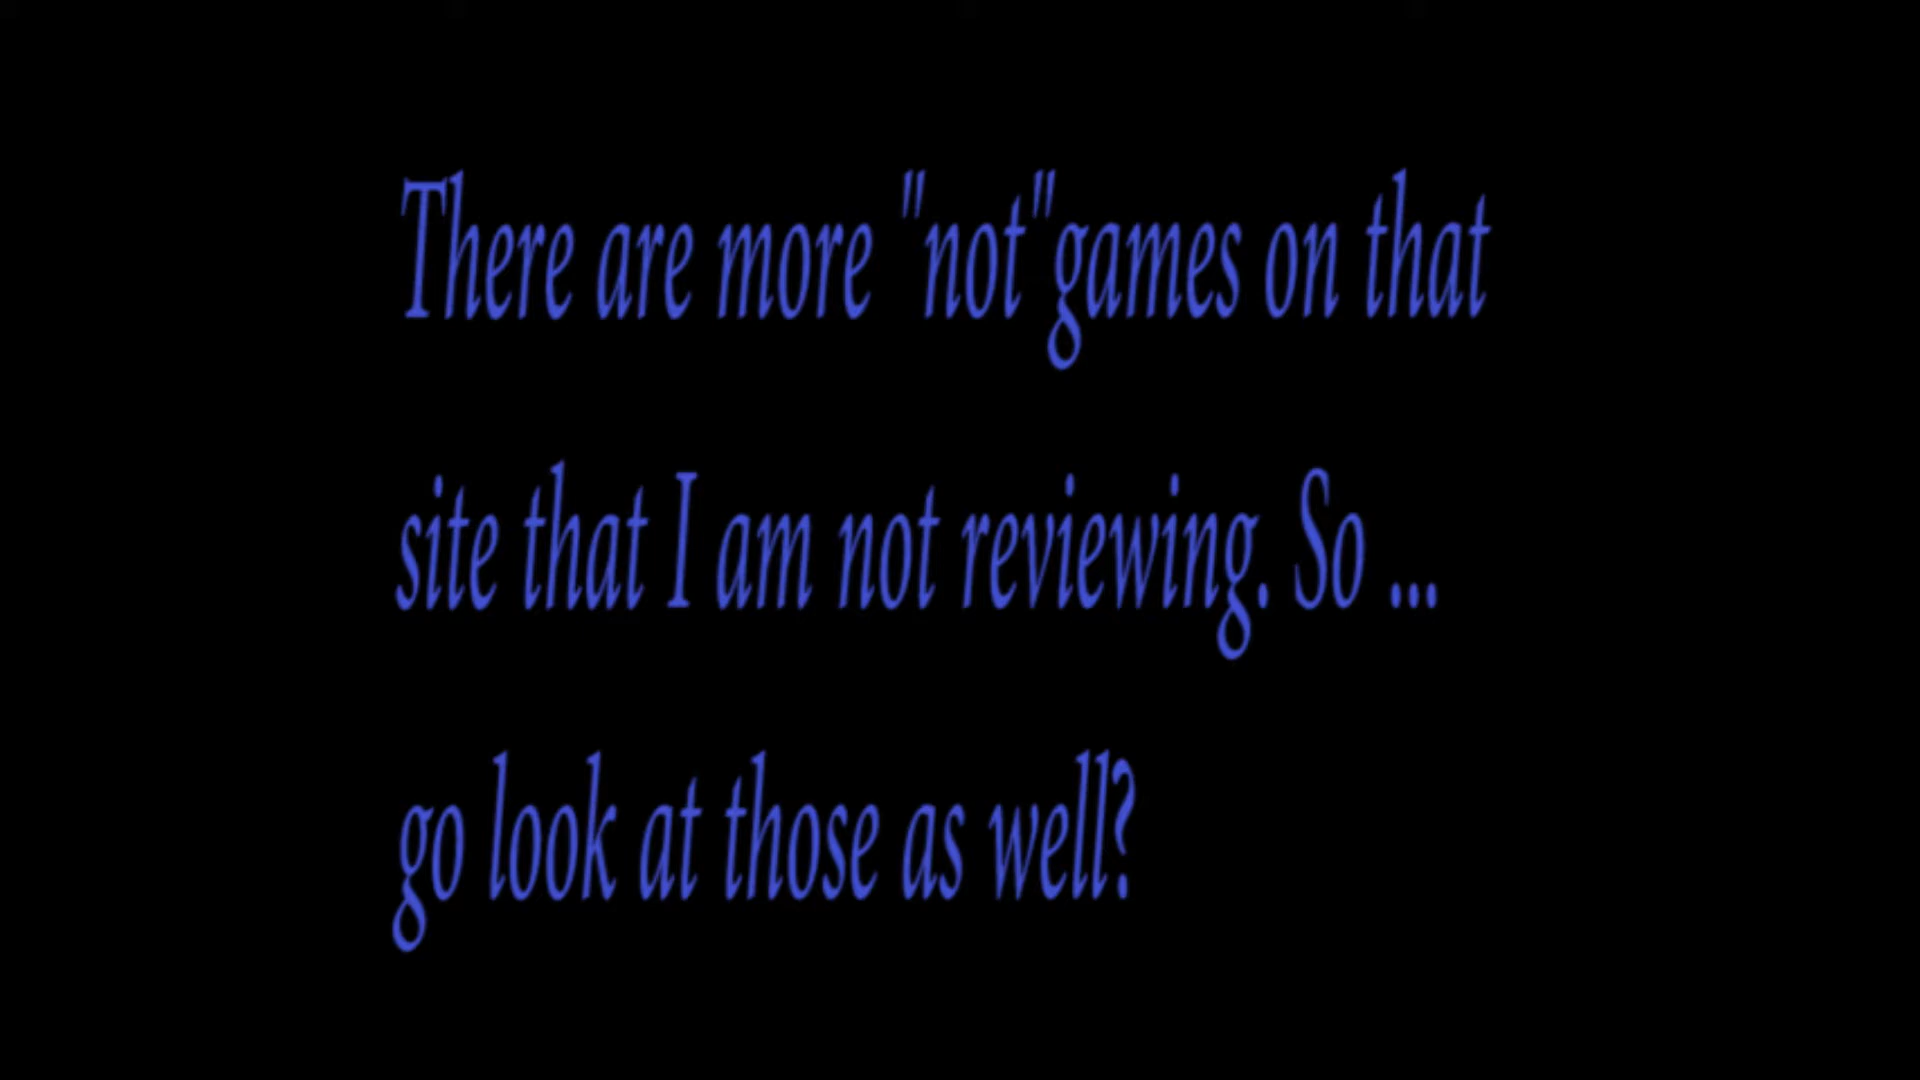 There are more "not"games on that
site that I am not reviewing. So ...
go look at those as well?